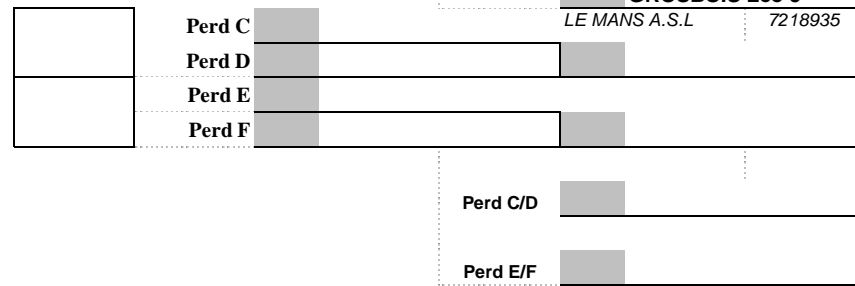 Perd C
LE MANS A.S.L 7218935
Perd D
Perd E
Perd F
Perd C/D
Perd E/F